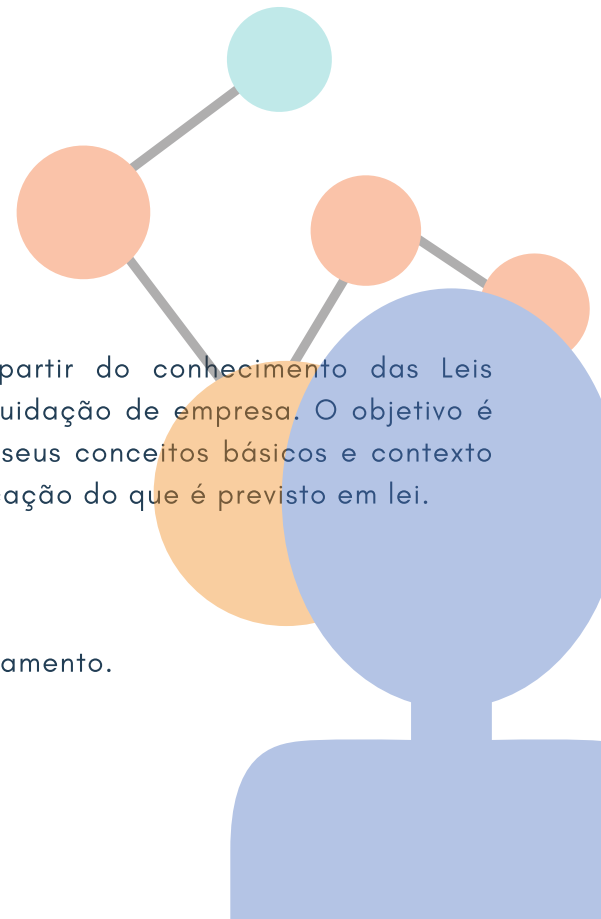 partir do conhecimento das Leis
uidação de empresa. O objetivo é
seus conceitos básicos e contexto
ação do que é previsto em lei.
amento.